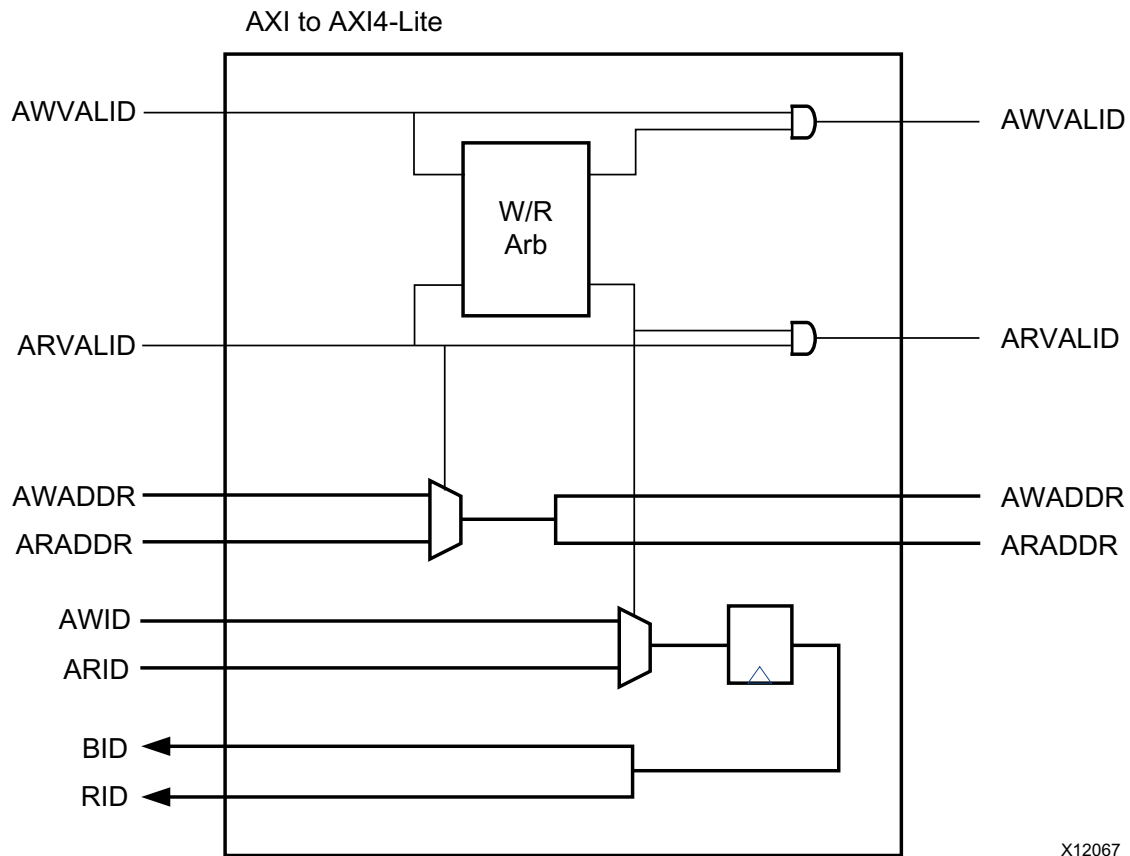 AXI to AXI4-Lite
AWVALID
AWVALID
W/R
Arb
ARVALID
ARVALID
AWADDR
AWADDR
ARADDR
ARADDR
AWID
ARID
BID
RID
X12067